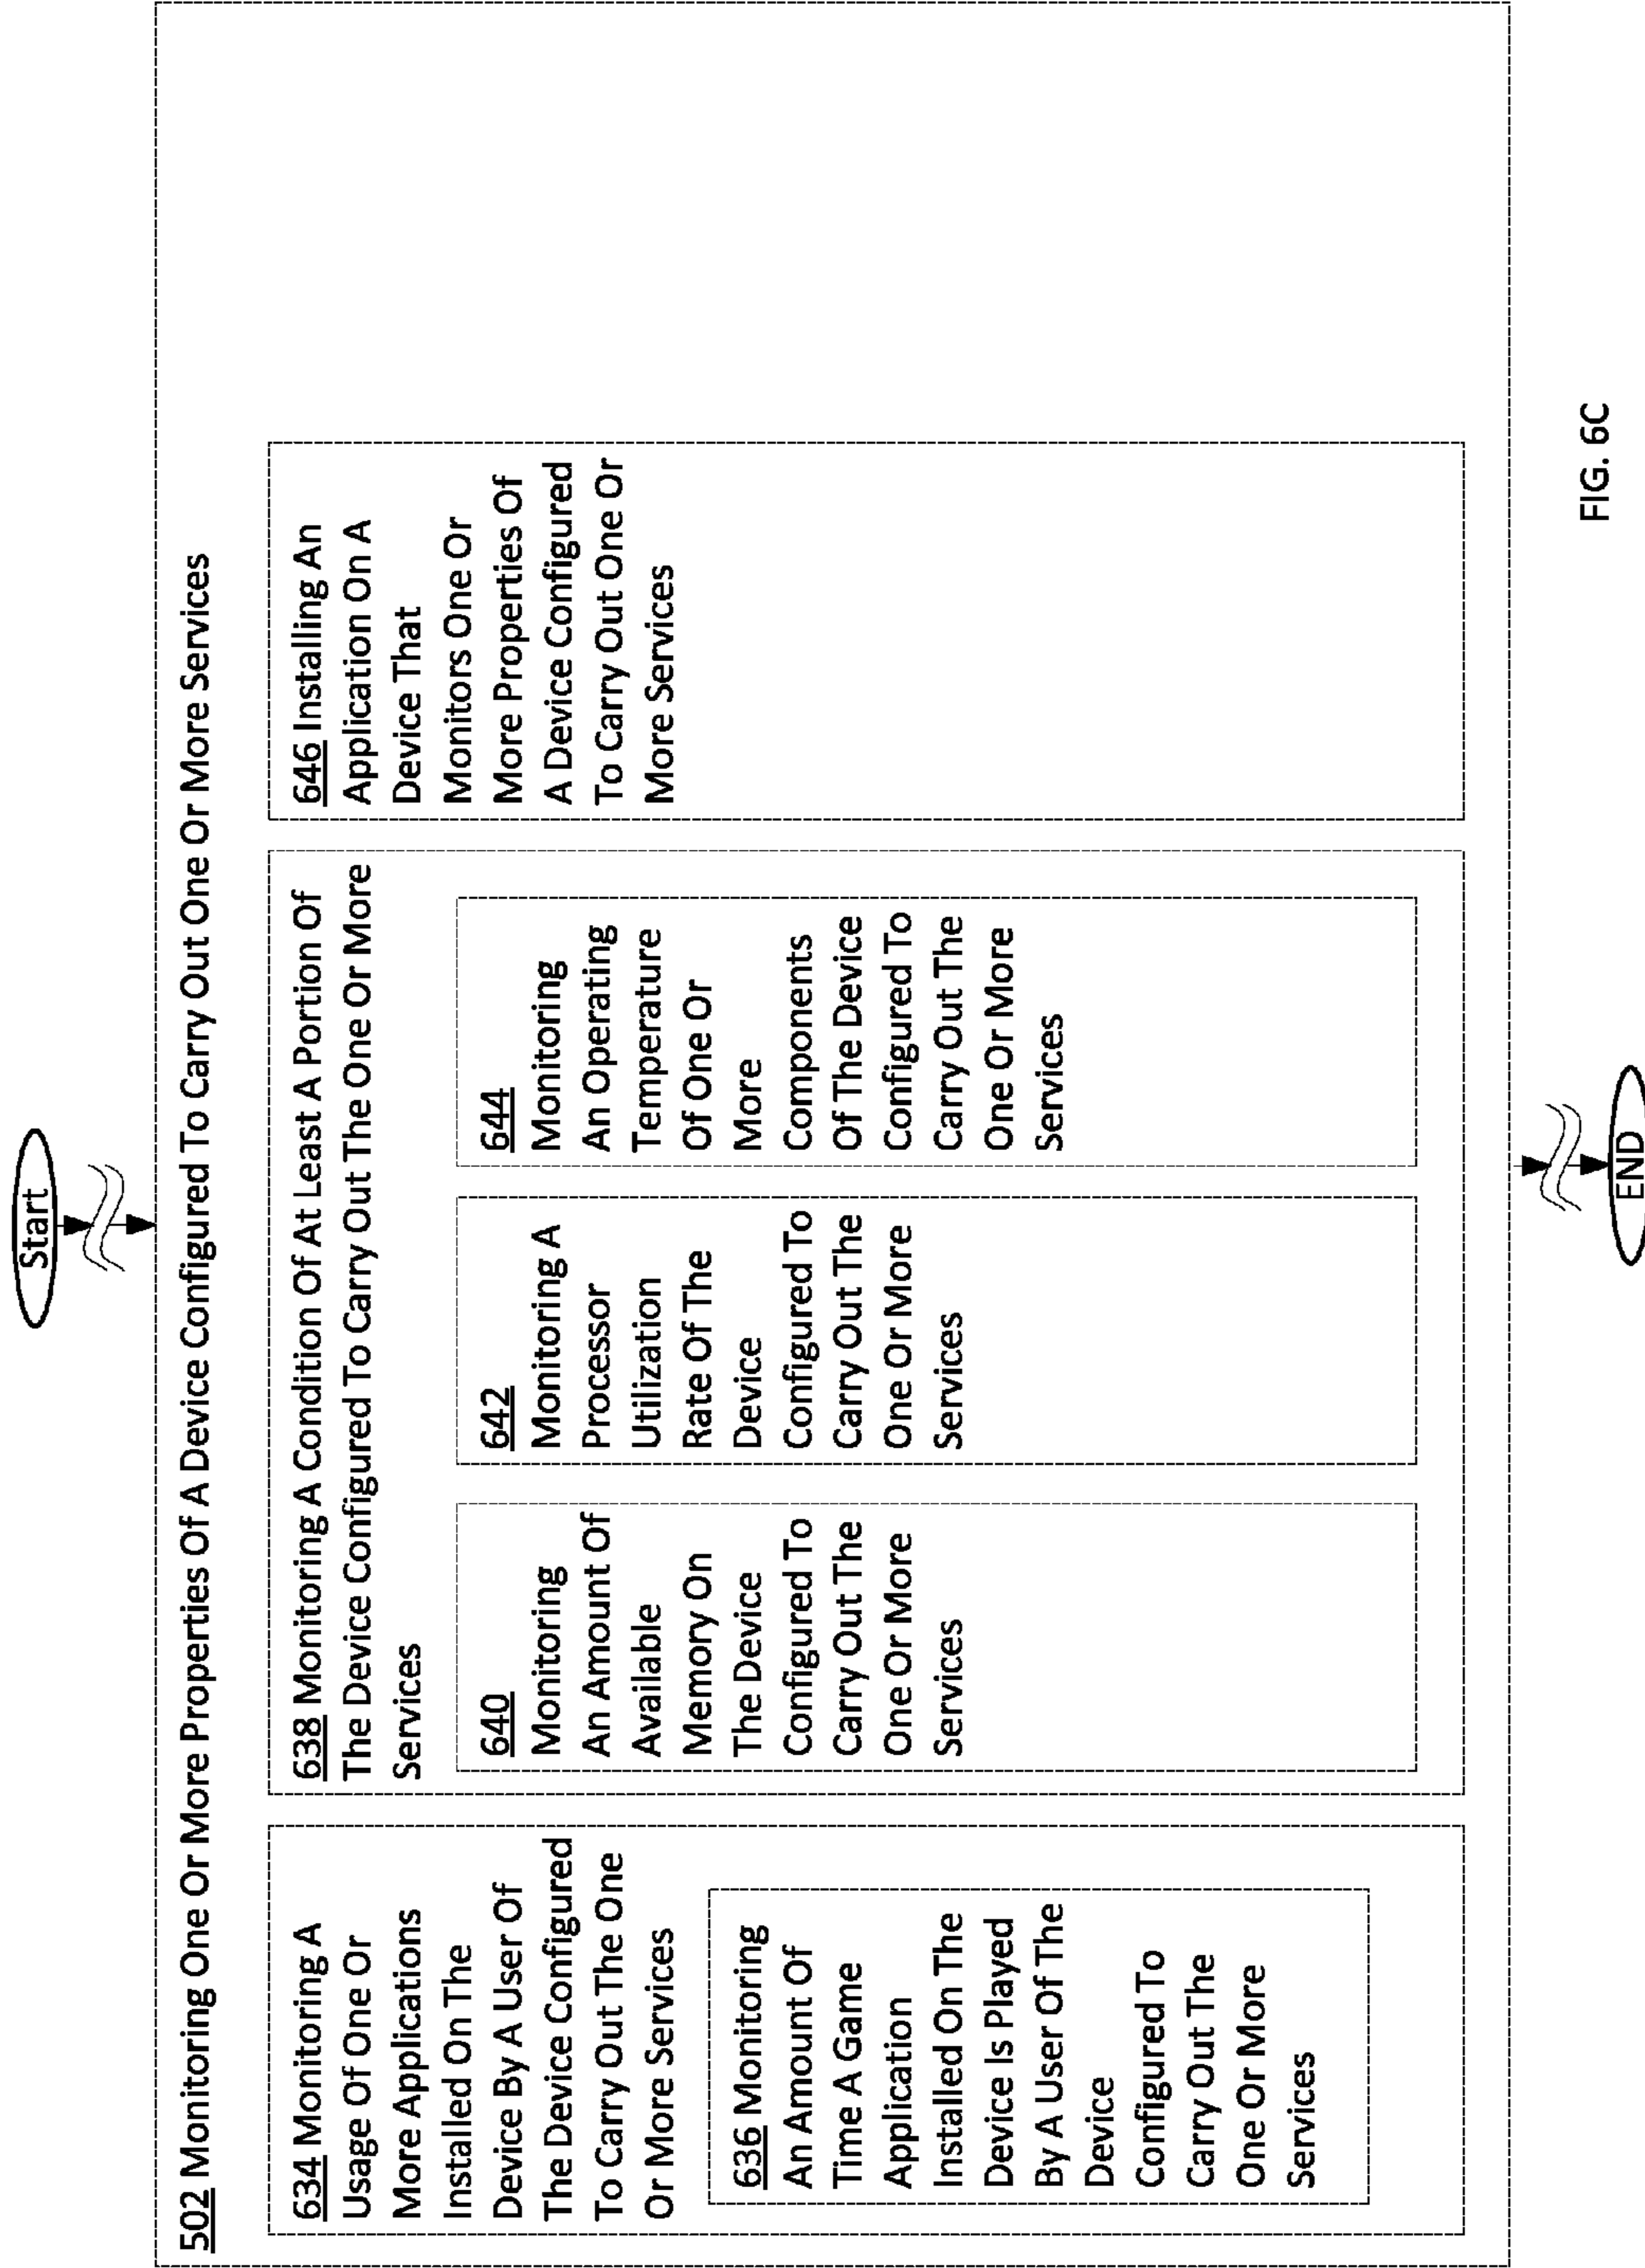 Start
502 Monitoring One Or More Properties Of A Device Configured To Carry Out One Or More Services
634 Monitoring A
Usage Of One Or
More Applications
Installed On The
Device By A User Of
The Device Configured
To Carry Out The One
Or More Services
636 Monitoring
An Amount Of
Time A Game
Application
Installed On The
Device Is Played
By A User Of The
Device
Configured To
Carry Out The
One Or More
Services
638 Monitoring A Condition Of At Least A Portion Of
The Device Configured To Carry Out The One Or More
Services
640
Monitoring
An Amount Of
Available
Memory On
The Device
Configured To
Carry Out The
One Or More
Services
642
Monitoring A
Processor
Utilization
Rate Of The
Device
Configured To
Carry Out The
One Or More
Services
644
Monitoring
An Operating
Temperature
Of One Or
More
Components
Of The Device
Configured To
Carry Out The
One Or More
Services
646 Installing An
Application On A
Device That
Monitors One Or
More Properties Of
A Device Configured
To Carry Out One Or
More Services
END
FIG. 6C